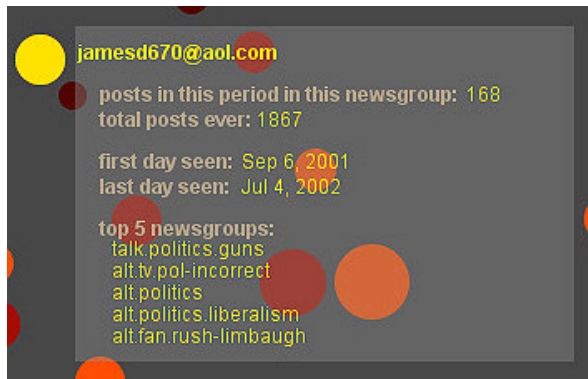 jamesd670@aol.com
posts in this period in this newsgroup: 168
total posts ever: 1867
first day seen: Sep 6, 2001
last day seen: Jul 4, 2002
top 5 newsgroups:
talk.politics.guns
alt.tv.pol-incorrect
alt.politics
alt.politics.liberalism
alt.fan.rush-limbaugh